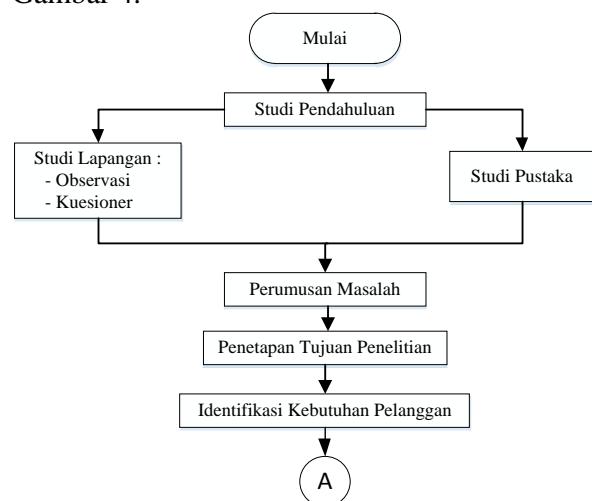 Gambar 4.
Mulai
Studi Pendahuluan
Studi Lapangan :
- Observasi
- Kuesioner
Studi Pustaka
Perumusan Masalah
Penetapan Tujuan Penelitian
Identifikasi Kebutuhan Pelanggan
A